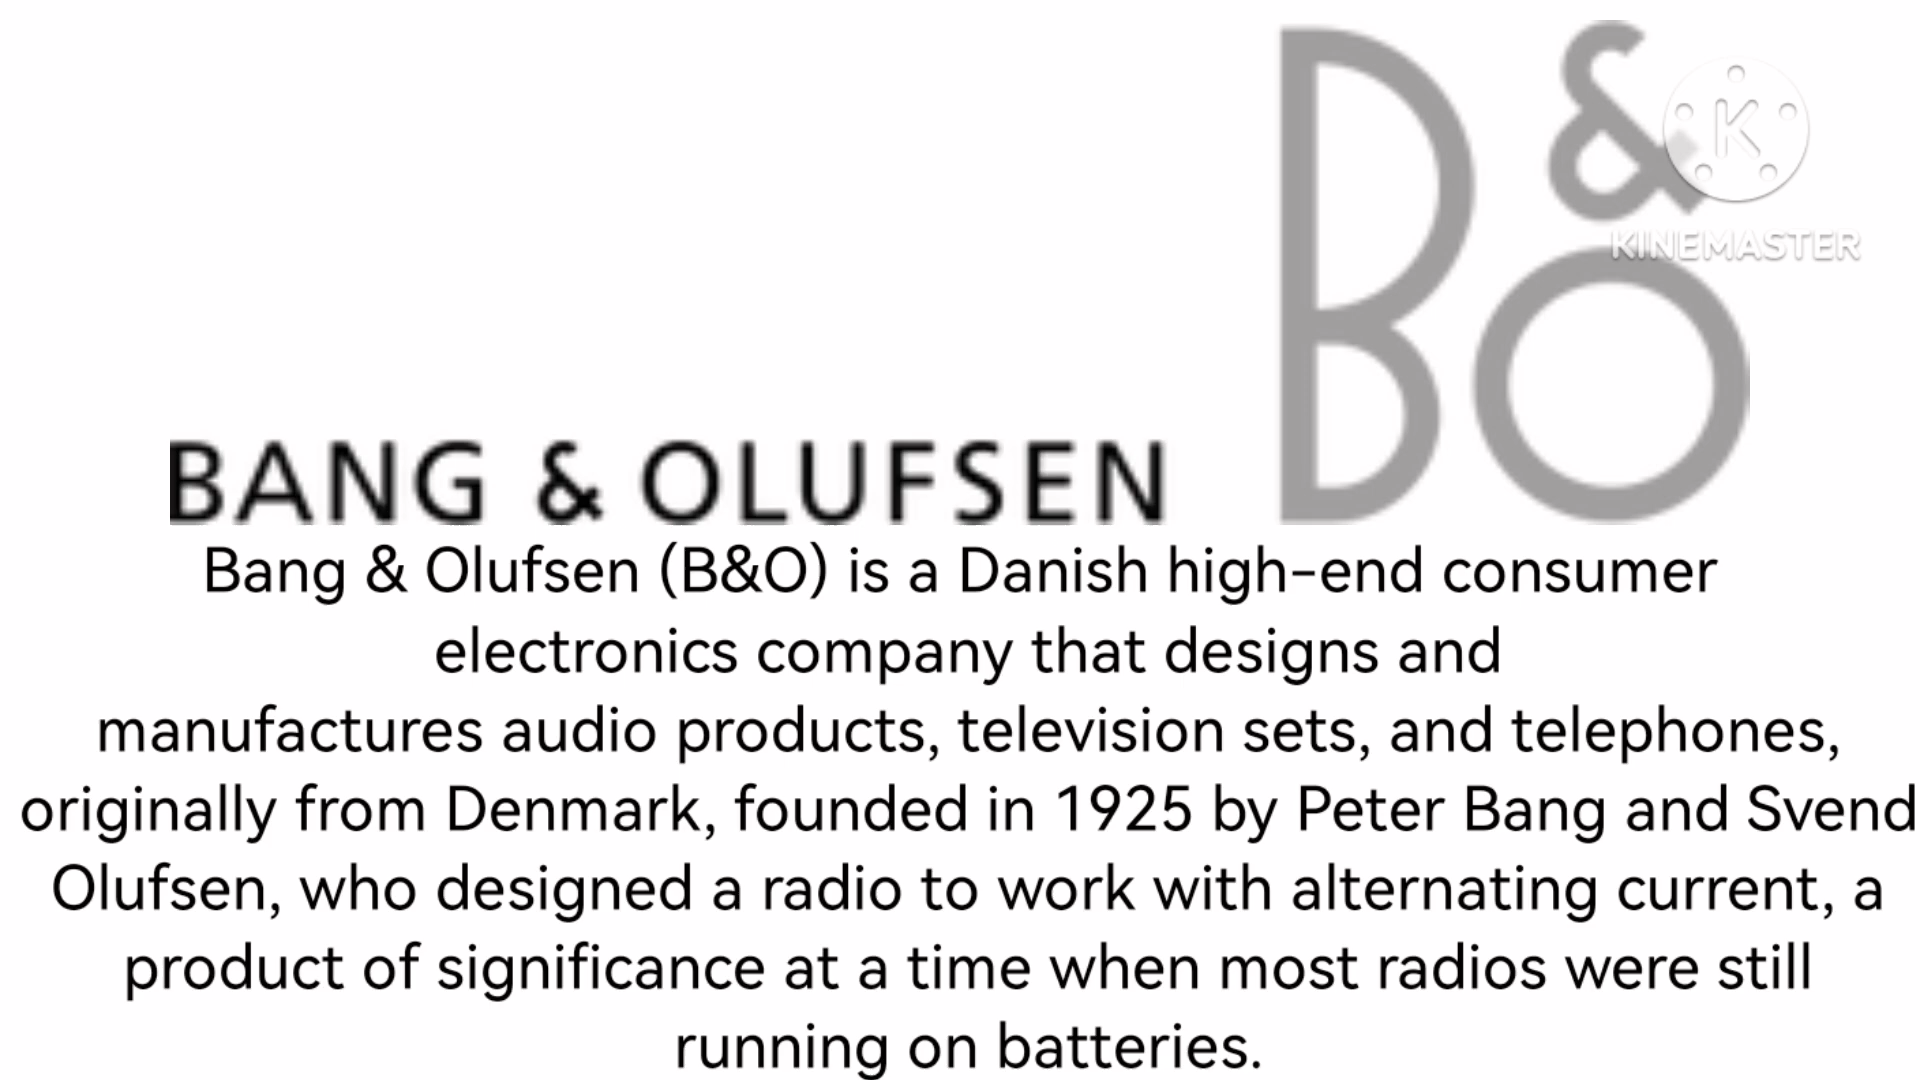 B&O
K
KINEMASTER
BANG & OLUFSEN
Bang & Olufsen (B&O) is a Danish high-end consumer
electronics company that designs and
manufactures audio products, television sets, and telephones,
originally from Denmark, founded in 1925 by Peter Bang and Svend
Olufsen, who designed a radio to work with alternating current, a
product of significance at a time when most radios were still
running on batteries.